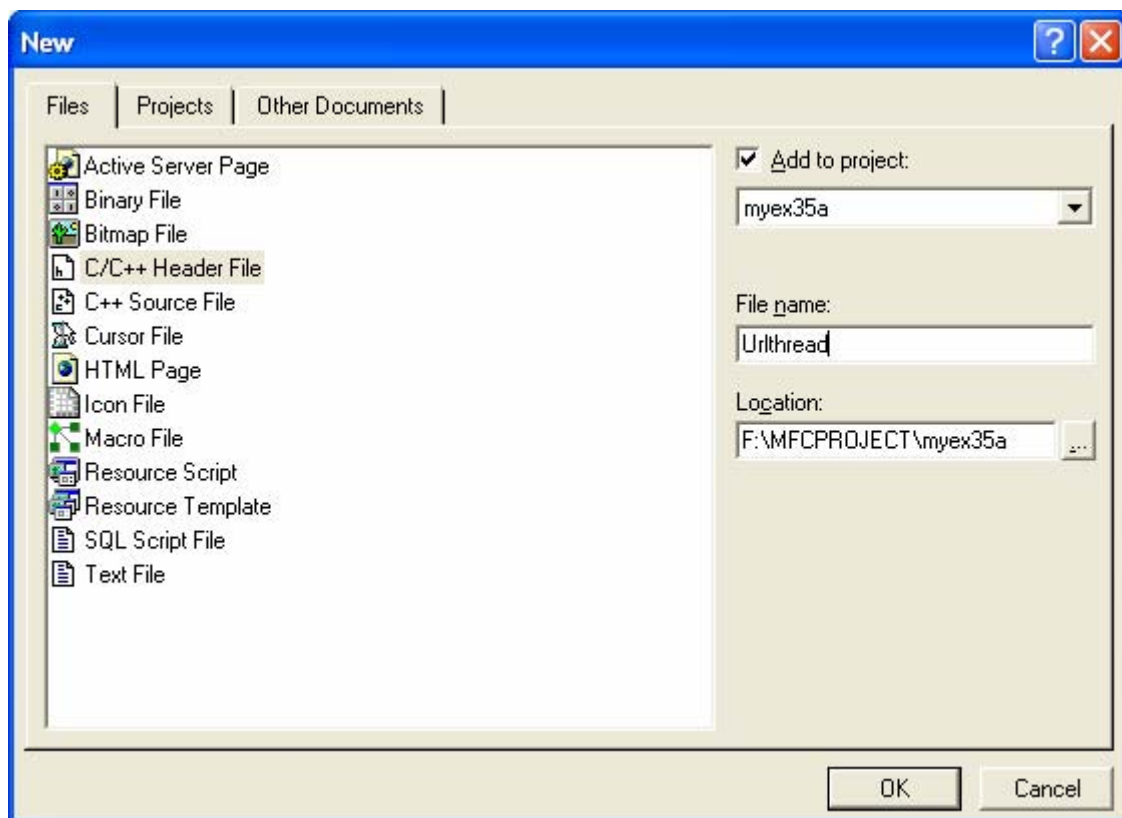 New
Files
Projects
Other Documents
Active Server Page
Binary File
Bitmap File
C/C++ Header File
C++ Source File
Cursor File
HTML Page
Icon File
Macro File
Resource Script
Resource Template
SQL Script File
Text File
Add to project:
myex35a
File name:
Urlthread
Location:
F:\MFCPROJECT\myex35a
...
OK
Cancel